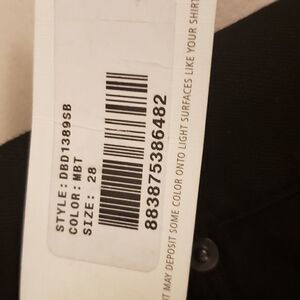 STYLE: DBD1389SB
COLOR: MBT
SIZE: 28
883875386482
IT MAY DEPOSIT SOME COLOR ONTO LIGHT SURFACES LIKE YOUR SHIRT